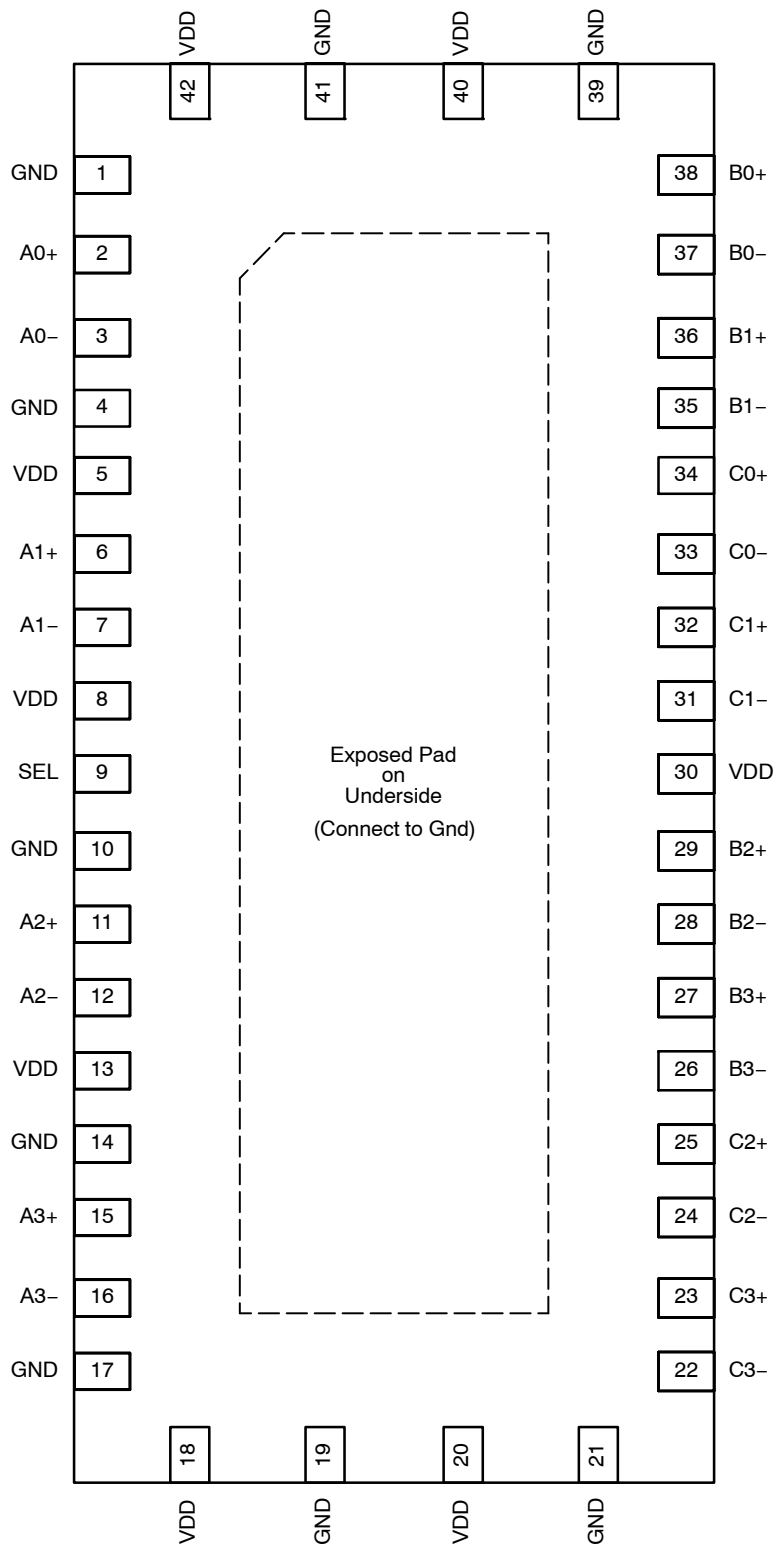 VDD GND VDD GND
42 41 40 39
GND 1 38 B0+
A0+ 2 37 B0−
A0− 3 36 B1+
GND 4 35 B1−
VDD 5 34 C0+
A1+ 6 33 C0−
A1− 7 32 C1+
VDD 8 31 C1−
Exposed Pad
on
Underside
(Connect to Gnd)
SEL 9 30 VDD
GND 10 29 B2+
A2+ 11 28 B2−
A2− 12 27 B3+
VDD 13 26 B3−
GND 14 25 C2+
A3+ 15 24 C2−
A3− 16 23 C3+
GND 17 22 C3−
18 19 20 21
VDD GND VDD GND